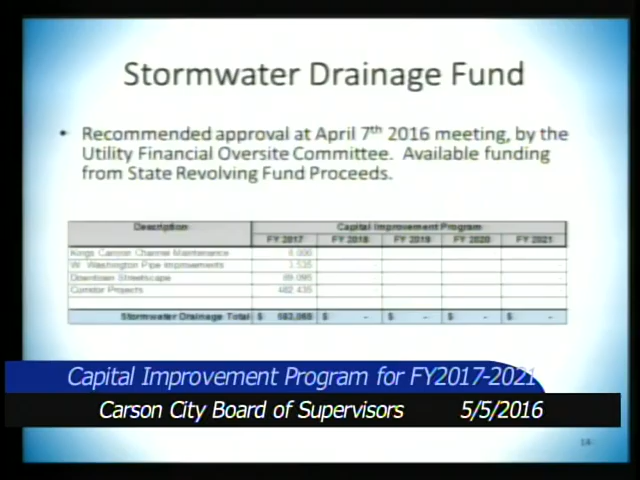 Stormwater Drainage Fund
• Recommended approval at April 7th 2016 meeting, by the
Utility Financial Oversite Committee. Available funding
from State Revolving Fund Proceeds.
Description Capital Improvement Program
FY 2017 FY 2018 FY 2019 FY 2020 FY 2021
Kings Canyon Channel Maintenance
W. Washington Pipe Improvements
Downtown Streetscape
Corridor Projects
Stormwater Drainage Total $ $ - $ - $ - $ -
Capital Improvement Program for FY2017-2021
Carson City Board of Supervisors 5/5/2016